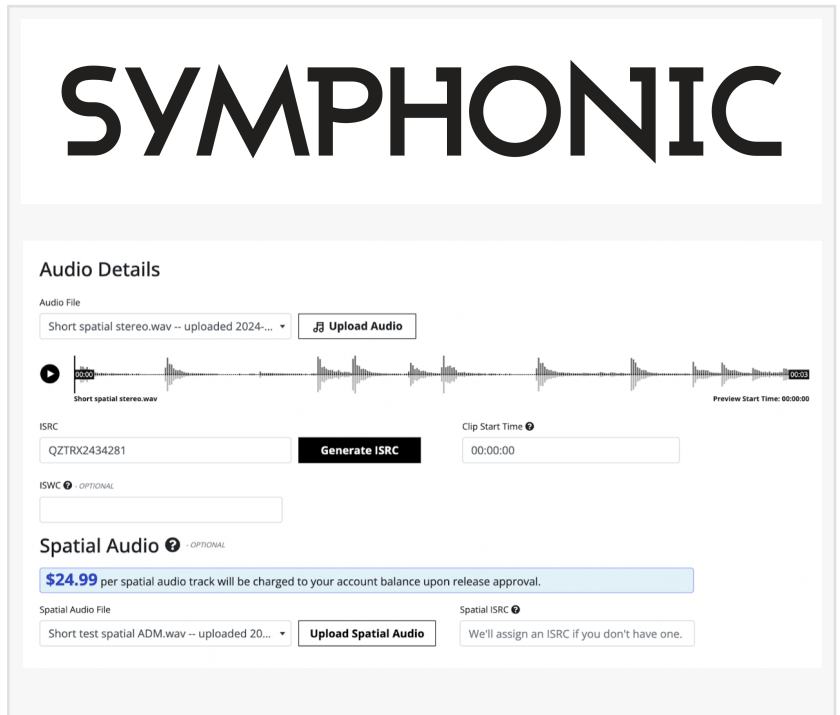 SYMPHONIC
Audio Details
Audio File
Short spatial stereo.wav -- uploaded 2024-...
Upload Audio
00:00
00:03
Short spatial stereo.wav
Preview Start Time: 00:00:00
ISRC
Clip Start Time ?
QZTRX2434281
Generate ISRC
00:00:00
ISWC ? - OPTIONAL
Spatial Audio ? - OPTIONAL
$24.99 per spatial audio track will be charged to your account balance upon release approval.
Spatial Audio File
Spatial ISRC ?
Short test spatial ADM.wav -- uploaded 20...
Upload Spatial Audio
We'll assign an ISRC if you don't have one.